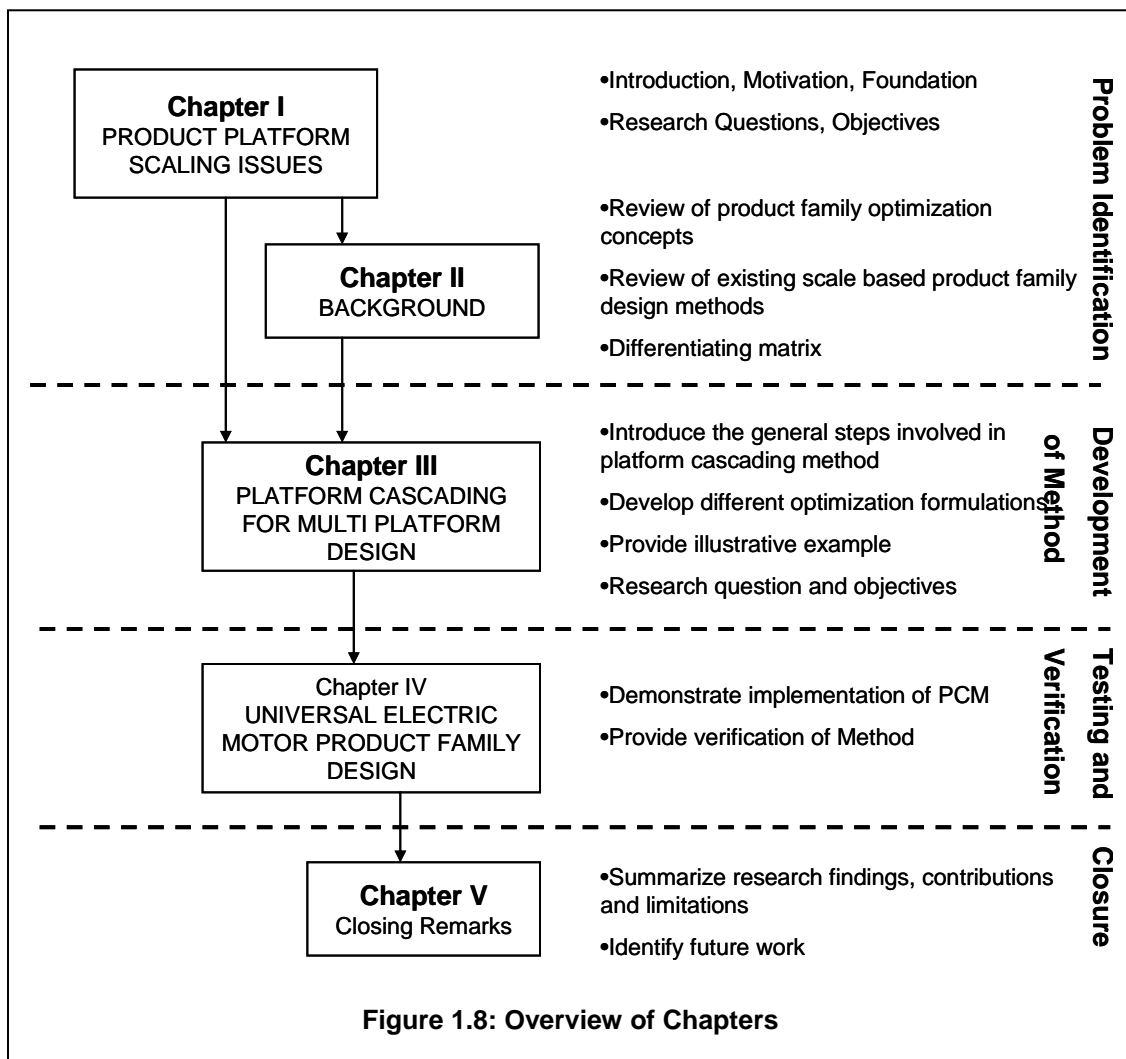 Chapter I
PRODUCT PLATFORM
SCALING ISSUES
•Introduction, Motivation, Foundation
•Research Questions, Objectives
Chapter II
BACKGROUND
•Review of product family optimization
concepts
•Review of existing scale based product family
design methods
•Differentiating matrix
Problem Identification
Chapter III
PLATFORM CASCADING
FOR MULTI PLATFORM
DESIGN
•Introduce the general steps involved in
platform cascading method
•Develop different optimization formulations
•Provide illustrative example
•Research question and objectives
Development
of Method
Chapter IV
UNIVERSAL ELECTRIC
MOTOR PRODUCT FAMILY
DESIGN
•Demonstrate implementation of PCM
•Provide verification of Method
Testing and
Verification
Chapter V
Closing Remarks
•Summarize research findings, contributions
and limitations
•Identify future work
Closure
Figure 1.8: Overview of Chapters